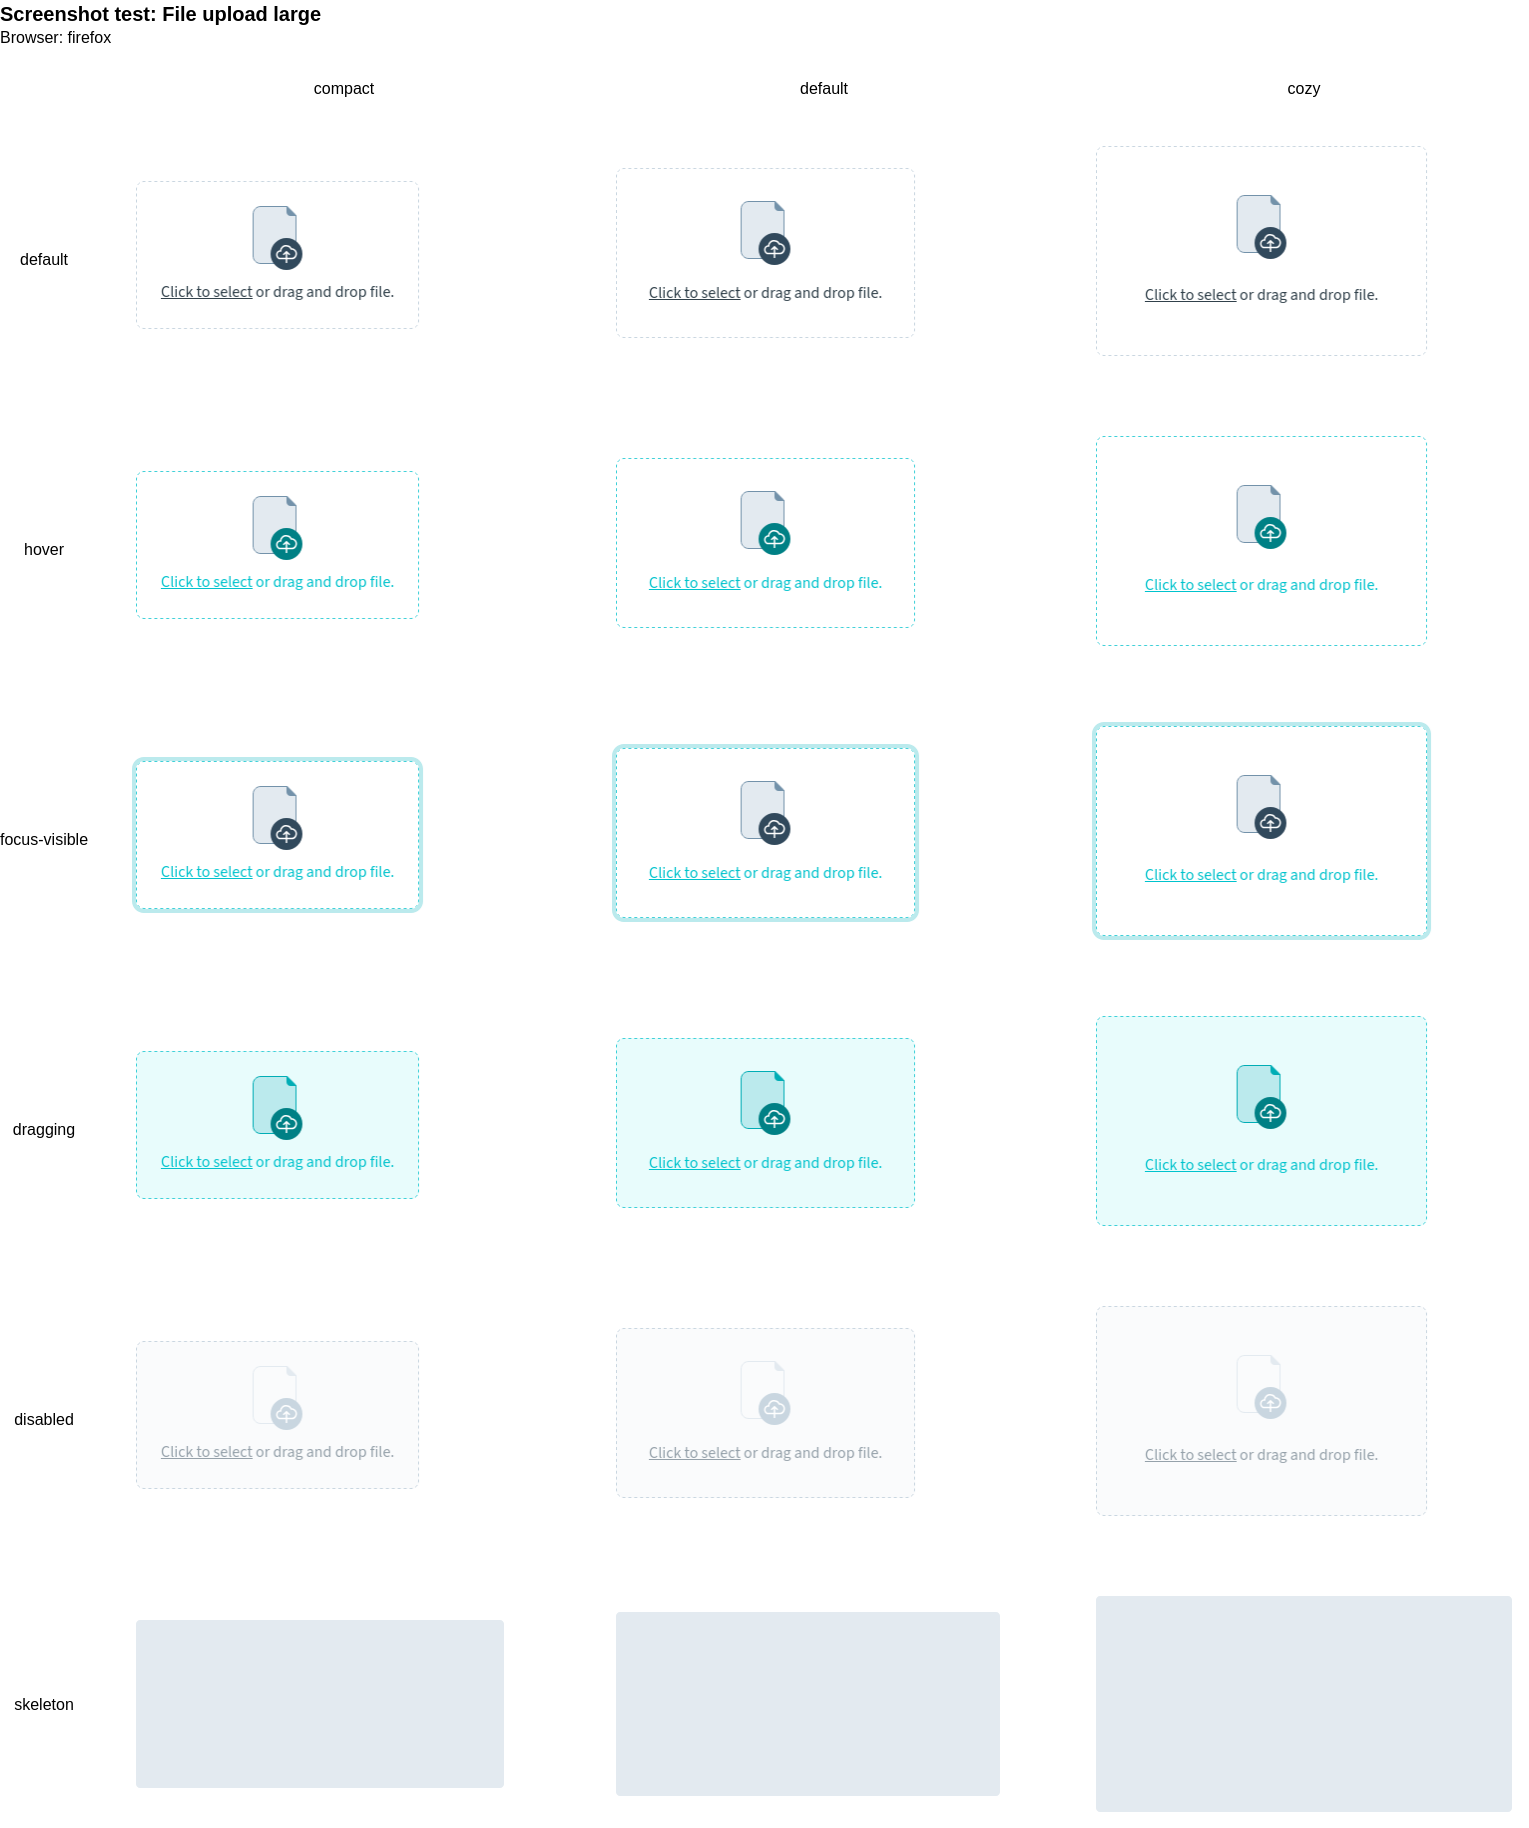 Screenshot test: File upload large
Browser: firefox
compact default cozy
default
Click to select or drag and drop file. Click to select or drag and drop file. Click to select or drag and drop file.
hover
Click to select or drag and drop file. Click to select or drag and drop file. Click to select or drag and drop file.
focus-visible
Click to select or drag and drop file. Click to select or drag and drop file. Click to select or drag and drop file.
dragging
Click to select or drag and drop file. Click to select or drag and drop file. Click to select or drag and drop file.
disabled
Click to select or drag and drop file. Click to select or drag and drop file. Click to select or drag and drop file.
skeleton